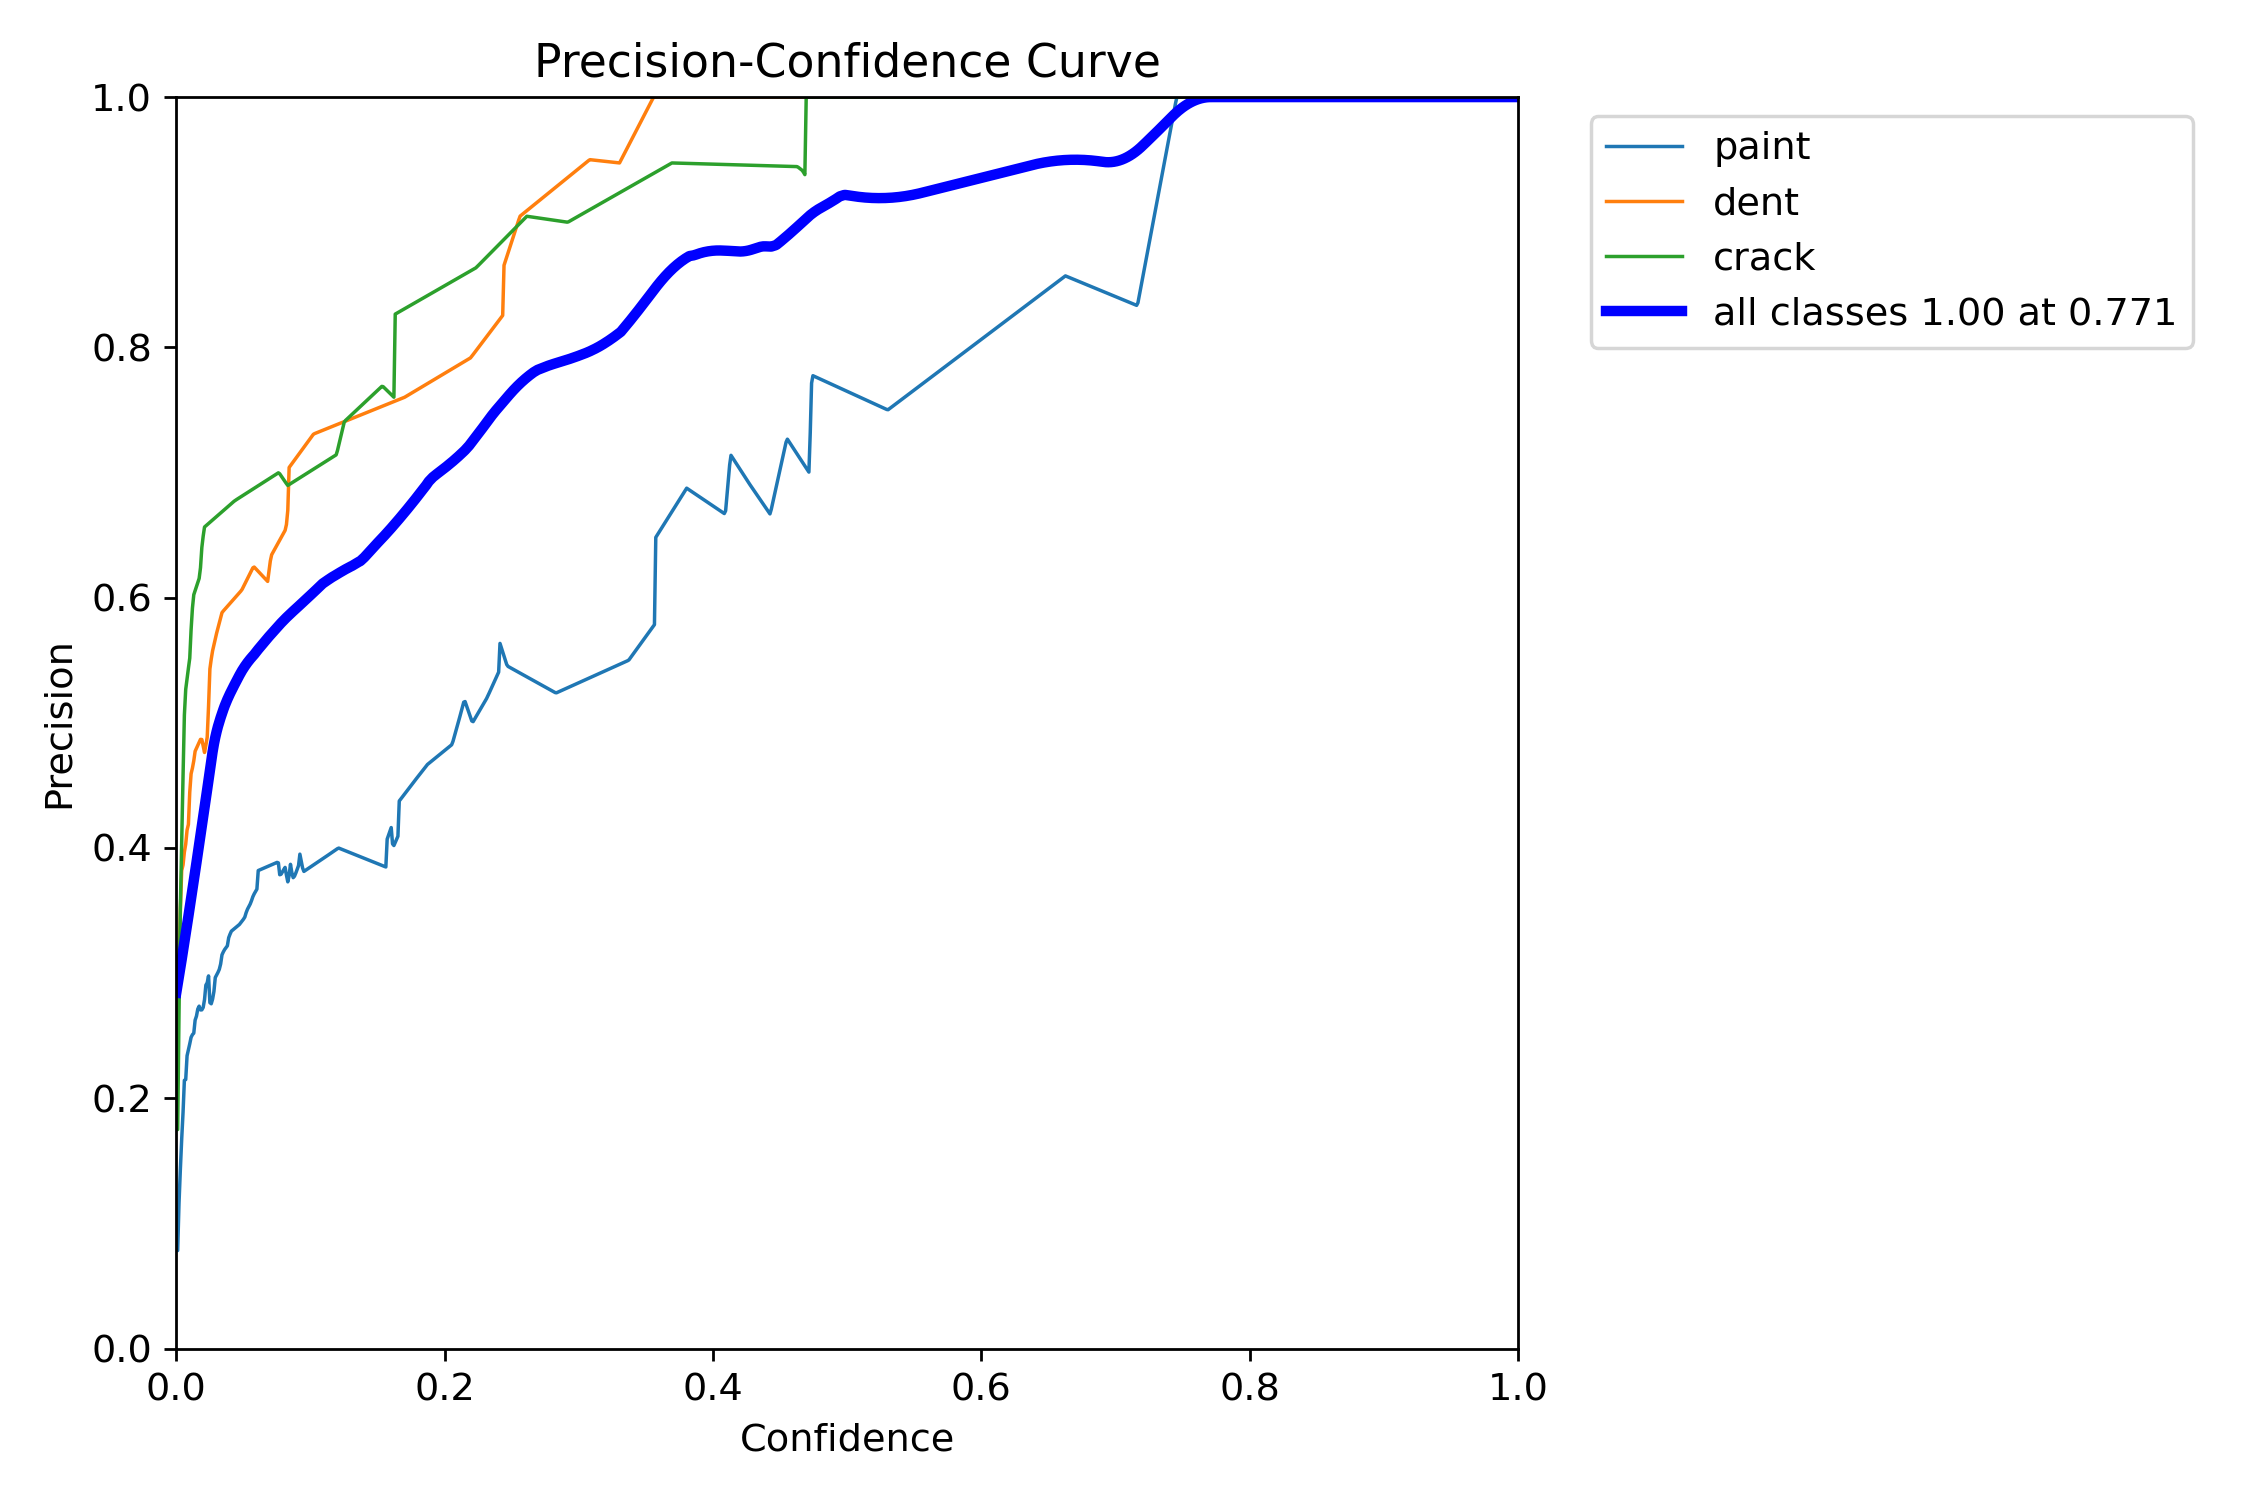 Precision-Confidence Curve
1.0
0.8
0.6
0.4
0.2
0.0
Precision
0.0 0.2 0.4 0.6 0.8 1.0
Confidence
paint
dent
crack
all classes 1.00 at 0.771